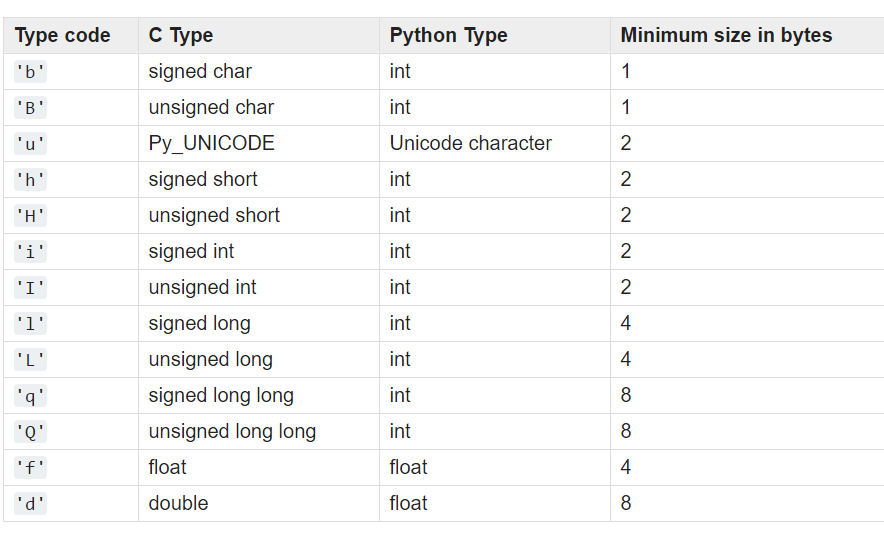 Type code C Type Python Type Minimum size in bytes
'b' signed char int 1
'B' unsigned char int 1
'u' Py_UNICODE Unicode character 2
'h' signed short int 2
'H' unsigned short int 2
'i' signed int int 2
'I' unsigned int int 2
'l' signed long int 4
'L' unsigned long int 4
'q' signed long long int 8
'Q' unsigned long long int 8
'f' float float 4
'd' double float 8